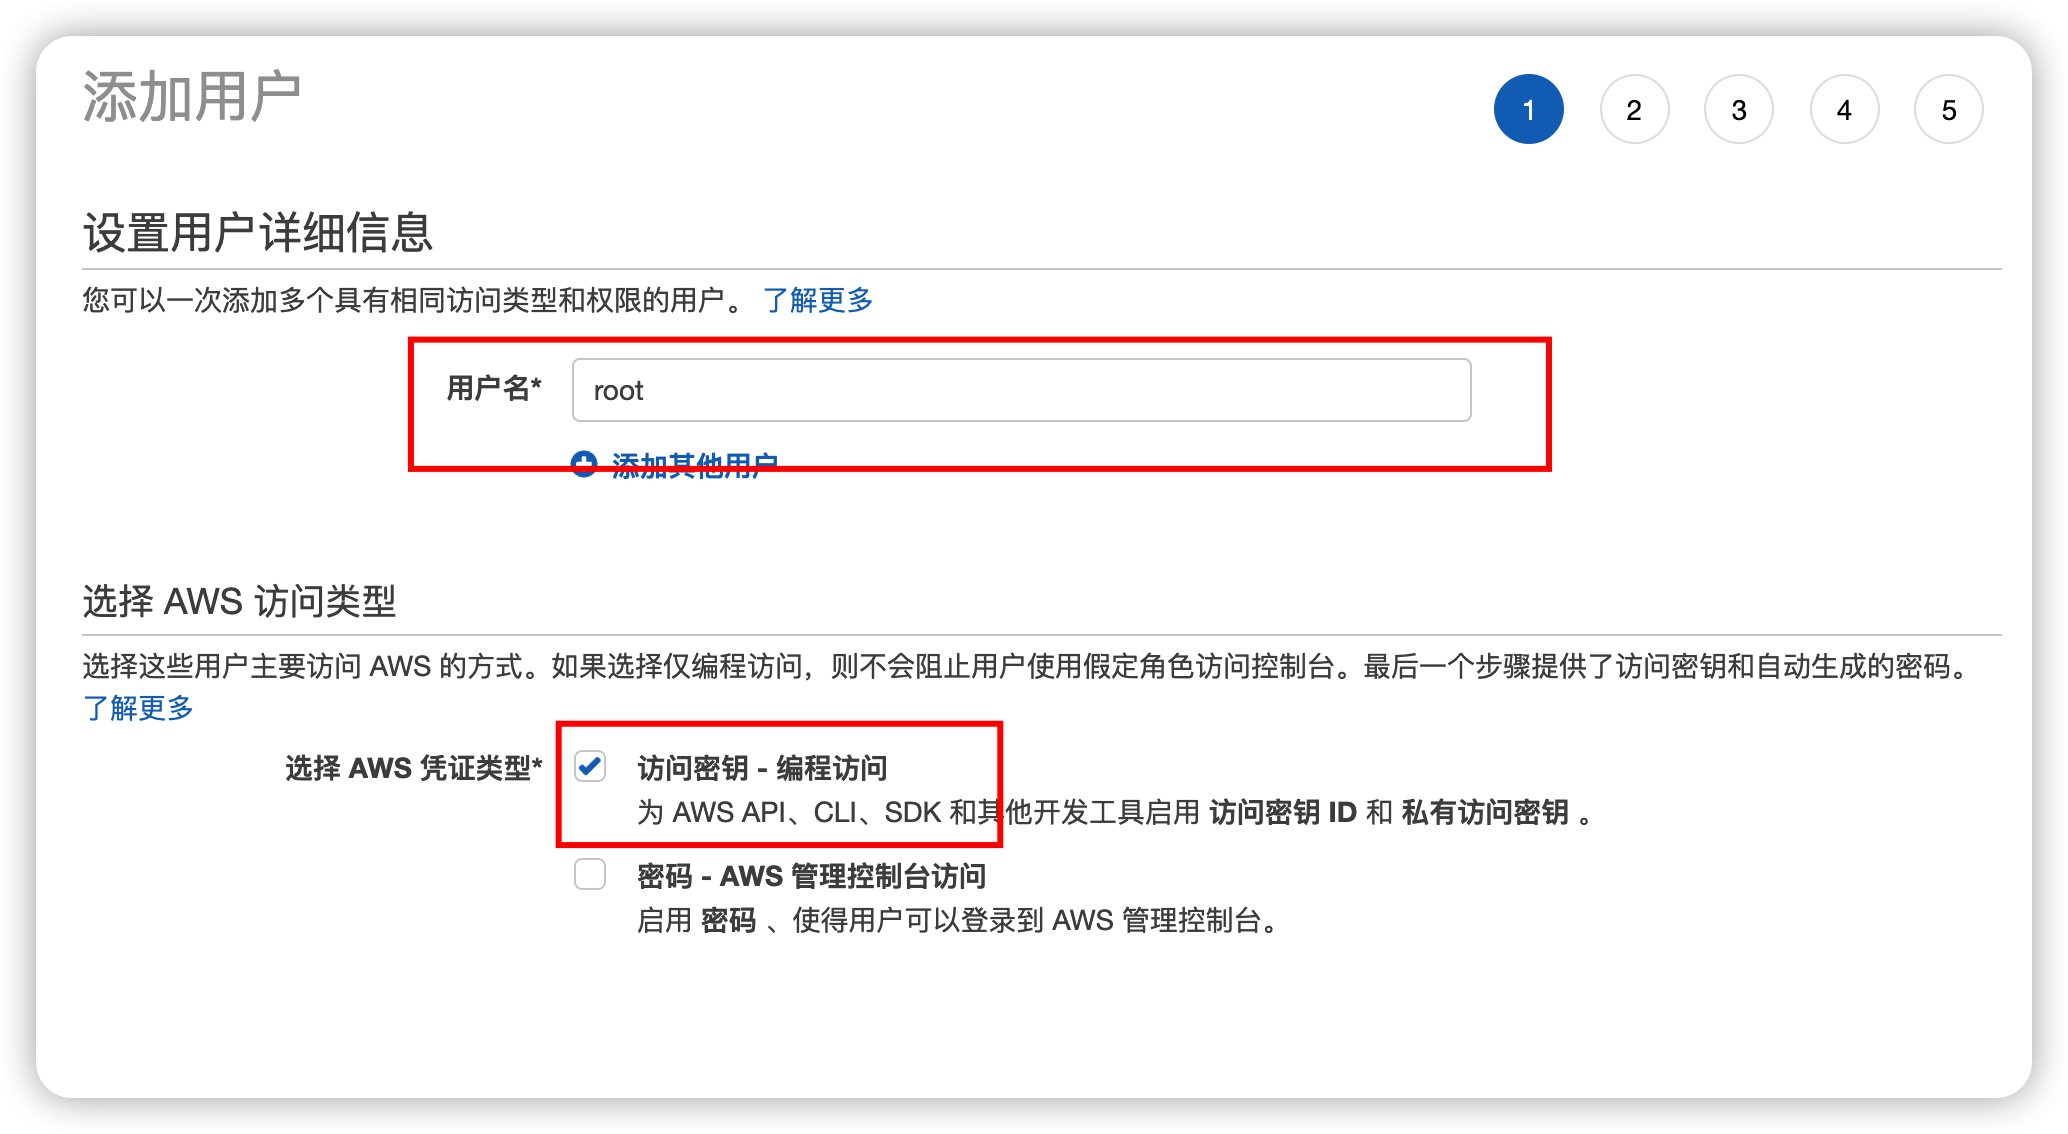 添加用户
1 2 3 4 5
设置用户详细信息
您可以一次添加多个具有相同访问类型和权限的用户。 了解更多
用户名* root
添加其他用户
选择 AWS 访问类型
选择这些用户主要访问 AWS 的方式。如果选择仅编程访问，则不会阻止用户使用假定角色访问控制台。最后一个步骤提供了访问密钥和自动生成的密码。
了解更多
选择 AWS 凭证类型* 访问密钥 - 编程访问
为 AWS API、CLI、SDK 和其他开发工具启用 访问密钥 ID 和 私有访问密钥 。
密码 - AWS 管理控制台访问
启用 密码 、使得用户可以登录到 AWS 管理控制台。